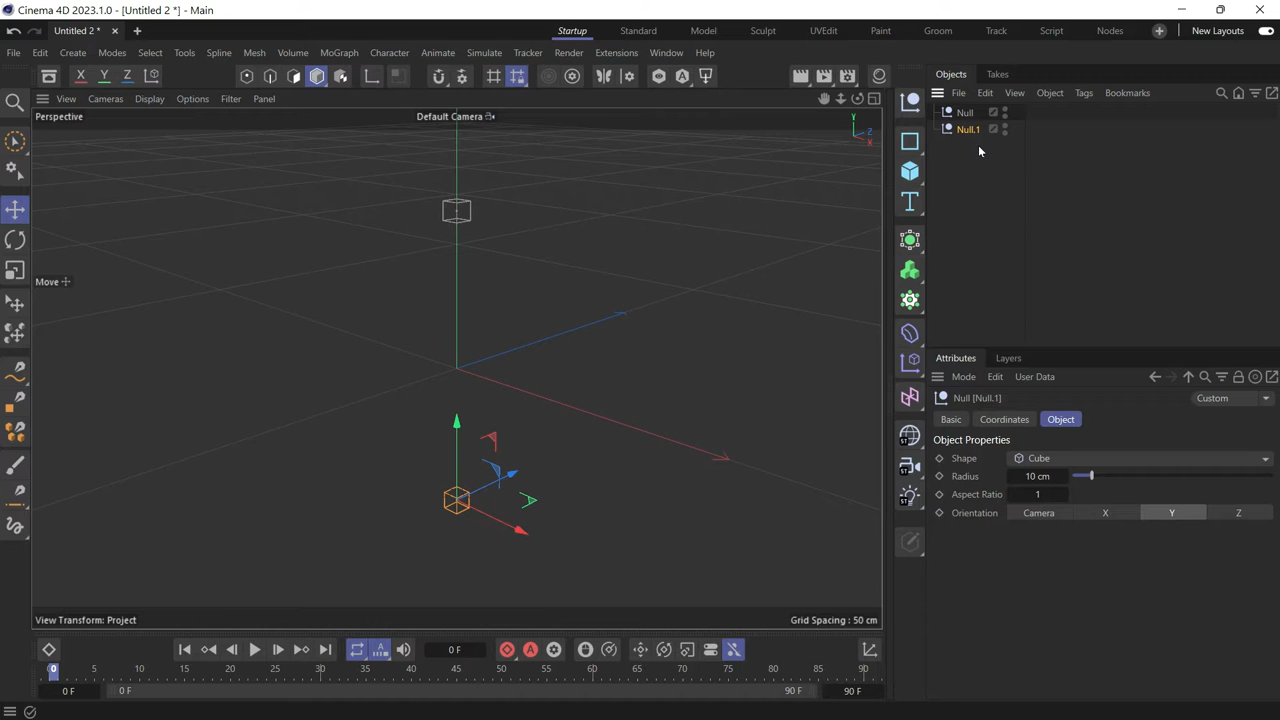 Cinema 4D 2023.1.0 - [Untitled 2 *] - Main
Untitled 2 *
Startup Standard Model Sculpt UVEdit Paint Groom Track Script Nodes New Layouts
File Edit Create Modes Select Tools Spline Mesh Volume MoGraph Character Animate Simulate Tracker Render Extensions Window Help
X Y Z
Objects Takes
View Cameras Display Options Filter Panel
File Edit View Object Tags Bookmarks
Perspective
Default Camera
Y
Z
X
Null
Null.1
Move
Attributes Layers
Mode Edit User Data
Null [Null.1]
Custom
Basic Coordinates Object
Object Properties
Shape Cube
Radius 10 cm
Aspect Ratio 1
Orientation Camera X Y Z
T
ST
ST
ST
View Transform: Project
Grid Spacing : 50 cm
A
A
0 F
0 5 10 15 20 25 30 35 40 45 50 55 60 65 70 75 80 85 90
0 F 0 F 90 F 90 F